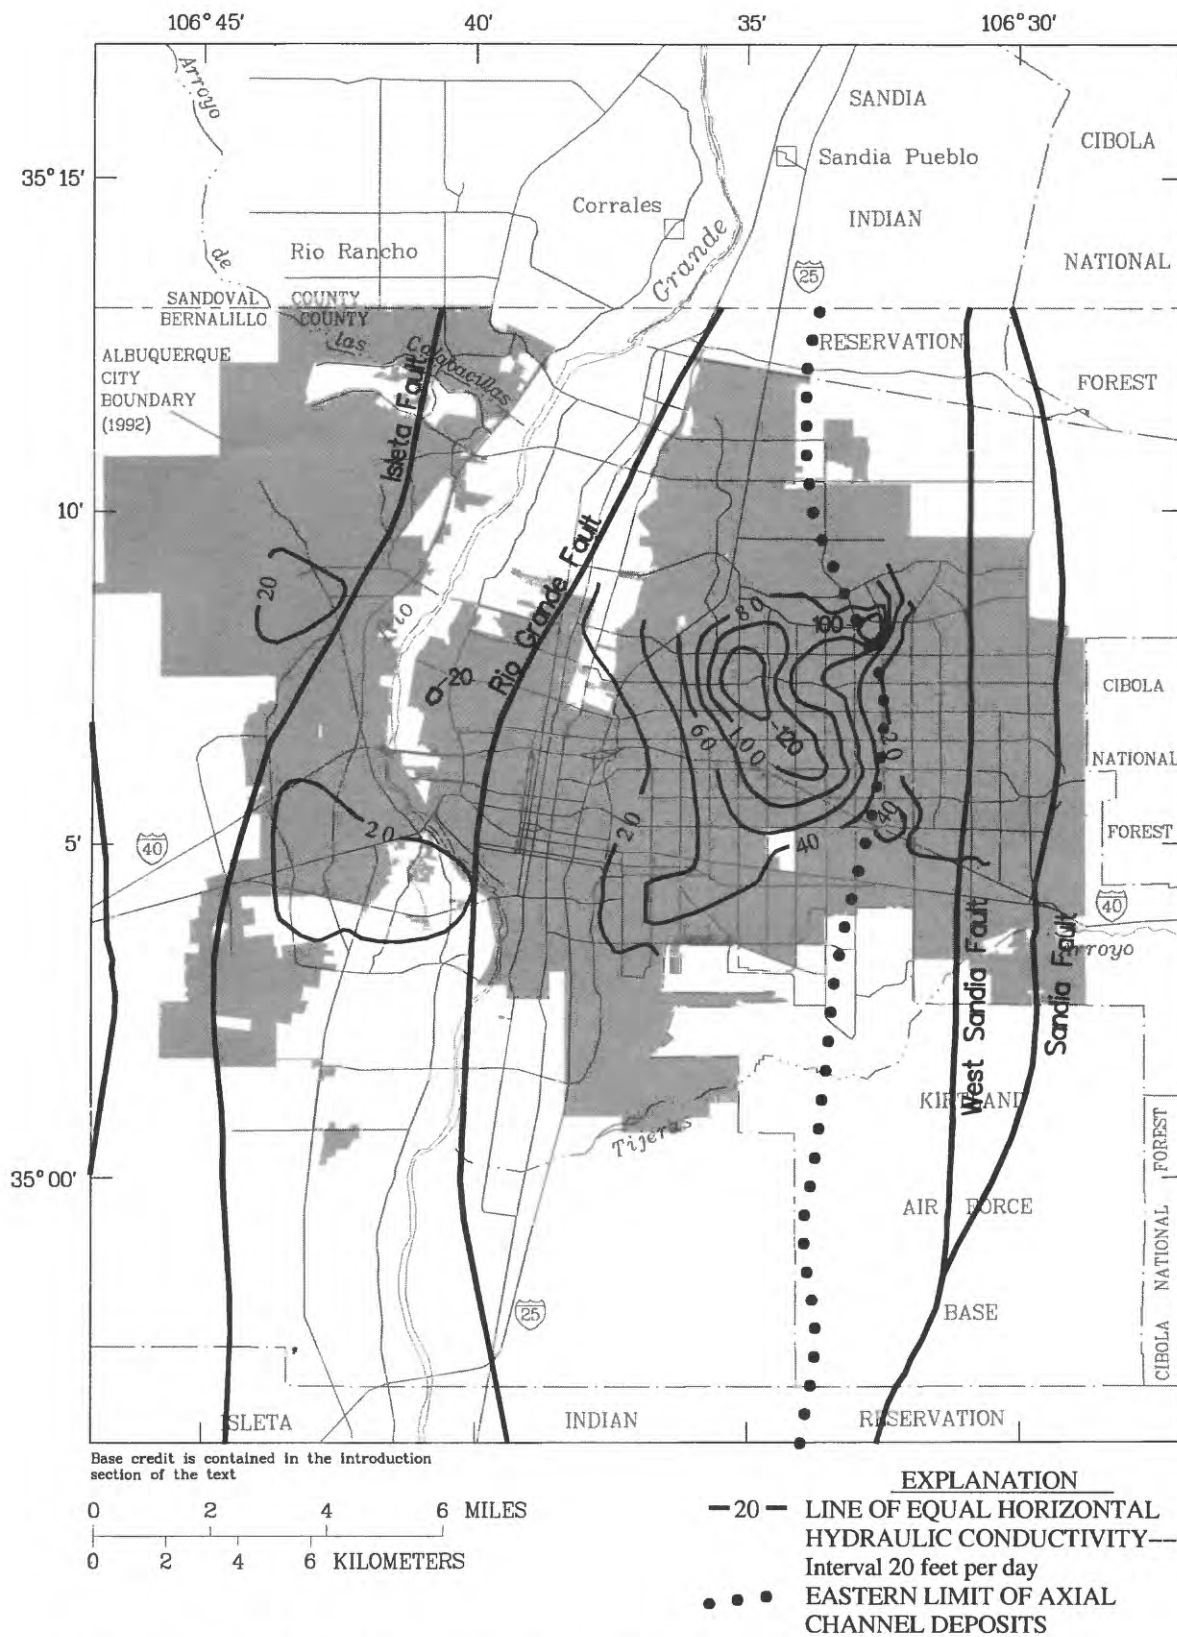 106°45'
40'
35'
106°30'
Arroyo
SANDIA
CIBOLA
Sandia Pueblo
35°15'
Corrales
INDIAN
de
Rio Rancho
Grande
NATIONAL
25
SANDOVAL COUNTY
BERNALILLO COUNTY
las
Calabacillas
RESERVATION
ALBUQUERQUE
CITY
BOUNDARY
(1992)
FOREST
Isleta Fault
10'
Rio Grande Fault
20
Rio
80
100
20
CIBOLA
60
100
120
20
NATIONAL
20
20
40
40
FOREST
5'
40
40
West Sandia Fault
Sandia Fault
Arroyo
KIRTLAND
Tijeras
35°00'
AIR FORCE
BASE
CIBOLA NATIONAL FOREST
25
ISLETA
INDIAN
RESERVATION
Base credit is contained in the introduction
section of the text
0 2 4 6 MILES
0 2 4 6 KILOMETERS
EXPLANATION
—20— LINE OF EQUAL HORIZONTAL
HYDRAULIC CONDUCTIVITY--
Interval 20 feet per day
EASTERN LIMIT OF AXIAL
CHANNEL DEPOSITS